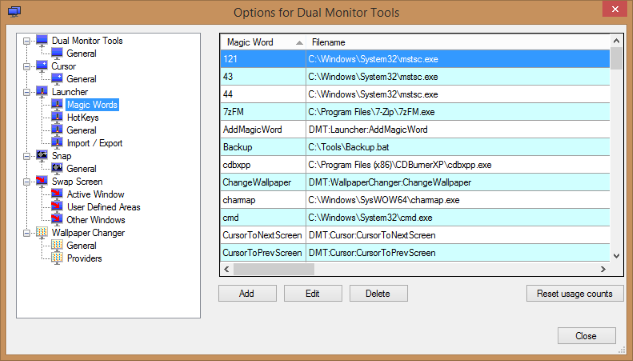 Options for Dual Monitor Tools
Dual Monitor Tools
General
Cursor
General
Launcher
Magic Words
HotKeys
General
Import / Export
Snap
General
Swap Screen
Active Window
User Defined Areas
Other Windows
Wallpaper Changer
General
Providers
Magic Word Filename
121 C:\Windows\System32\mstsc.exe
43 C:\Windows\System32\mstsc.exe
44 C:\Windows\System32\mstsc.exe
7zFM C:\Program Files\7-Zip\7zFM.exe
AddMagicWord DMT:Launcher:AddMagicWord
Backup C:\Tools\Backup.bat
cdbxpp C:\Program Files (x86)\CDBurnerXP\cdbxpp.exe
ChangeWallpaper DMT:WallpaperChanger:ChangeWallpaper
charmap C:\Windows\SysWOW64\charmap.exe
cmd C:\Windows\System32\cmd.exe
CursorToNextScreen DMT:Cursor:CursorToNextScreen
CursorToPrevScreen DMT:Cursor:CursorToPrevScreen
Add Edit Delete Reset usage counts
Close